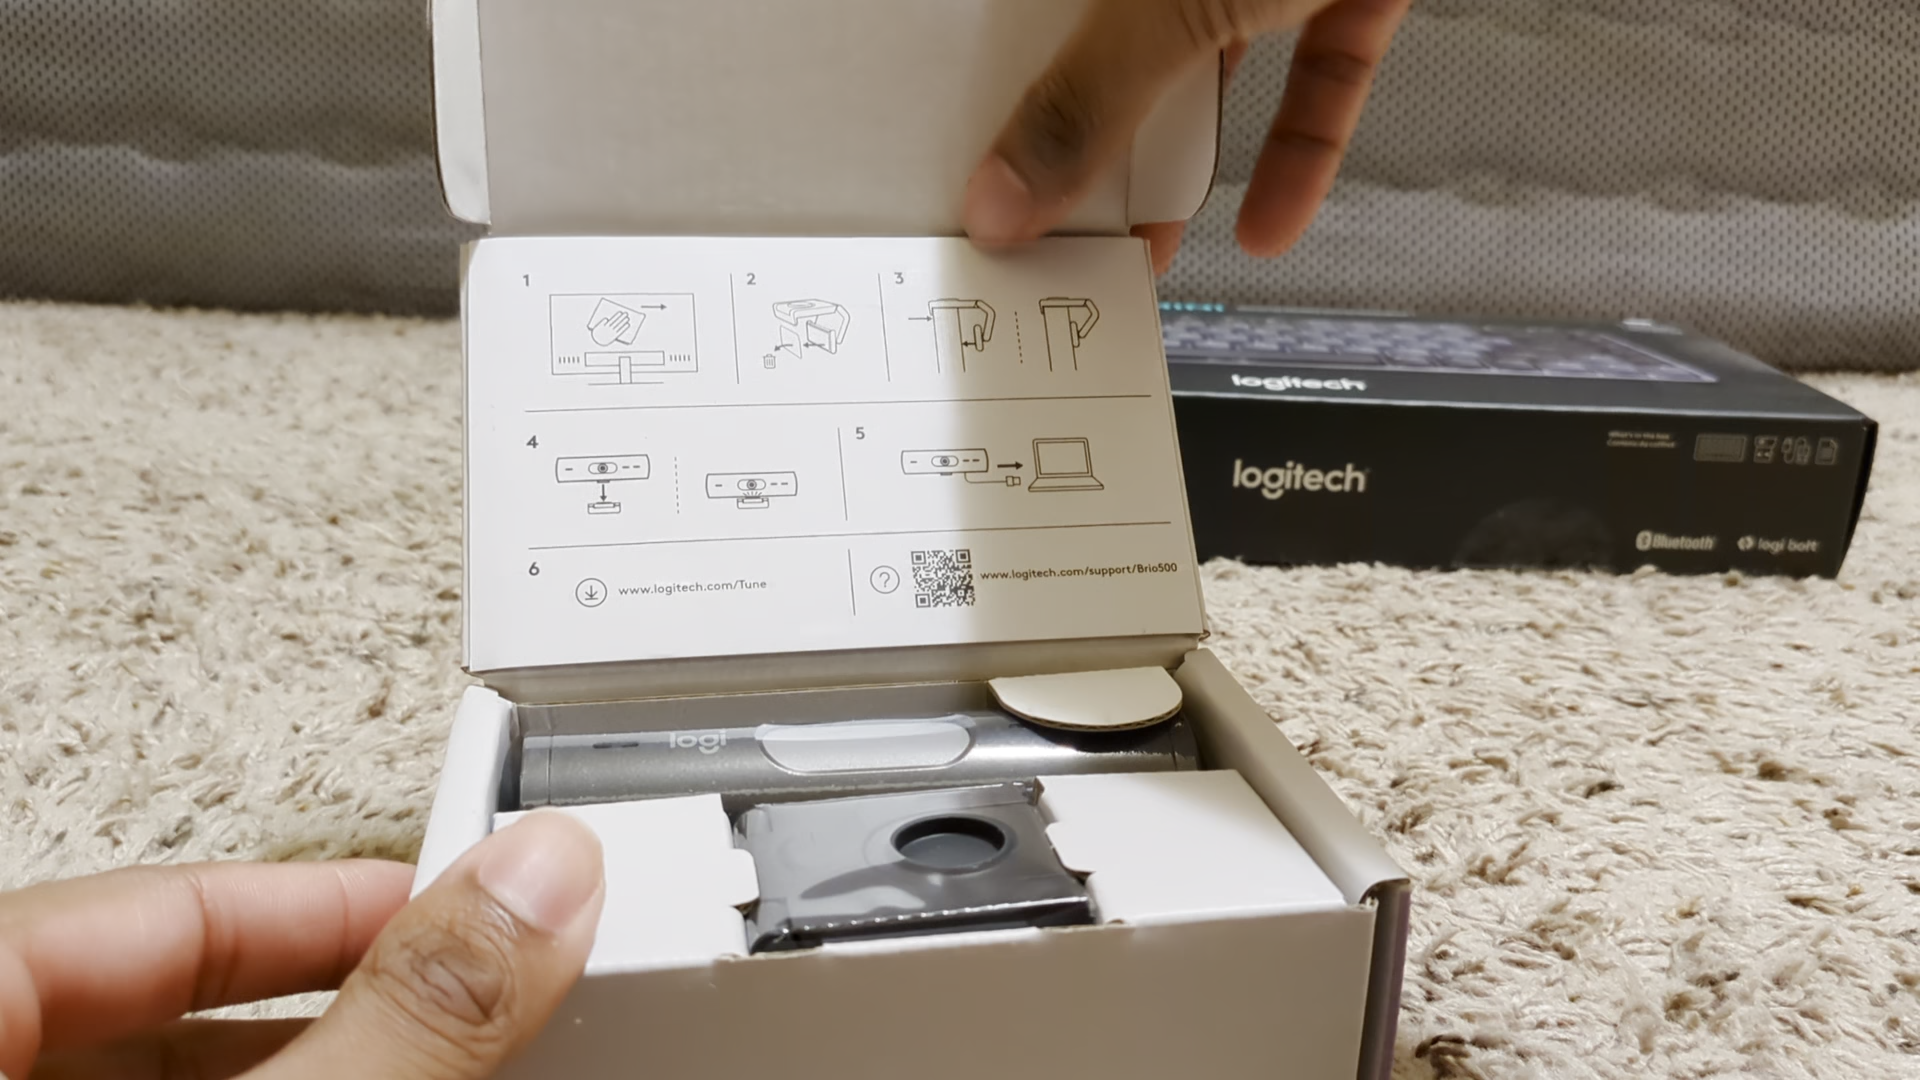 1
2
3
4
5
6
www.logitech.com/Tune
?
www.logitech.com/support/Brio500
logi
logitech
logitech
Bluetooth
logi bolt